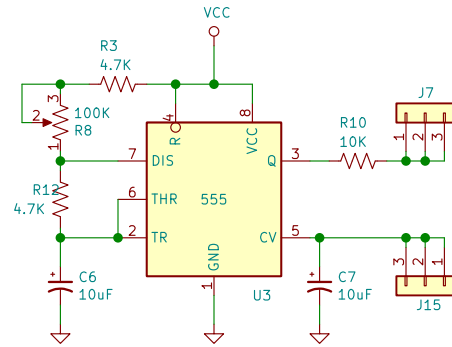 VCC
R3
4.7K
J7
3
2
100K
R8
1
4
R
8
VCC
R10
10K
1
2
3
7
DIS
Q
3
R12
4.7K
6
THR
555
2
TR
CV
5
GND
3
2
1
C6
10uF
1
U3
C7
10uF
J15
+
+